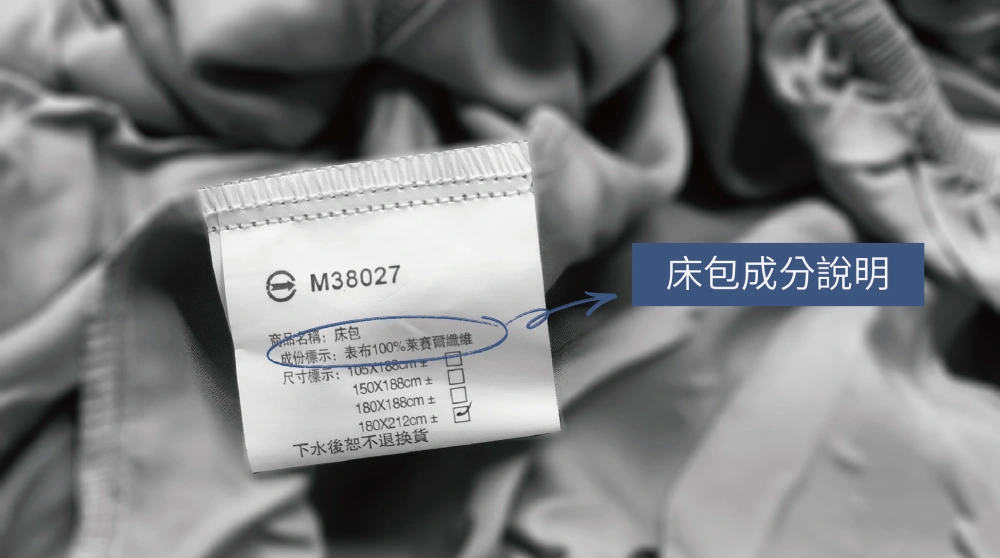 M38027
商品名稱：床包
成份標示：表布100%萊賽爾纖維
尺寸標示：105X188cm±
150X188cm±
180X188cm±
180X212cm±
下水後恕不退換貨
床包成分說明